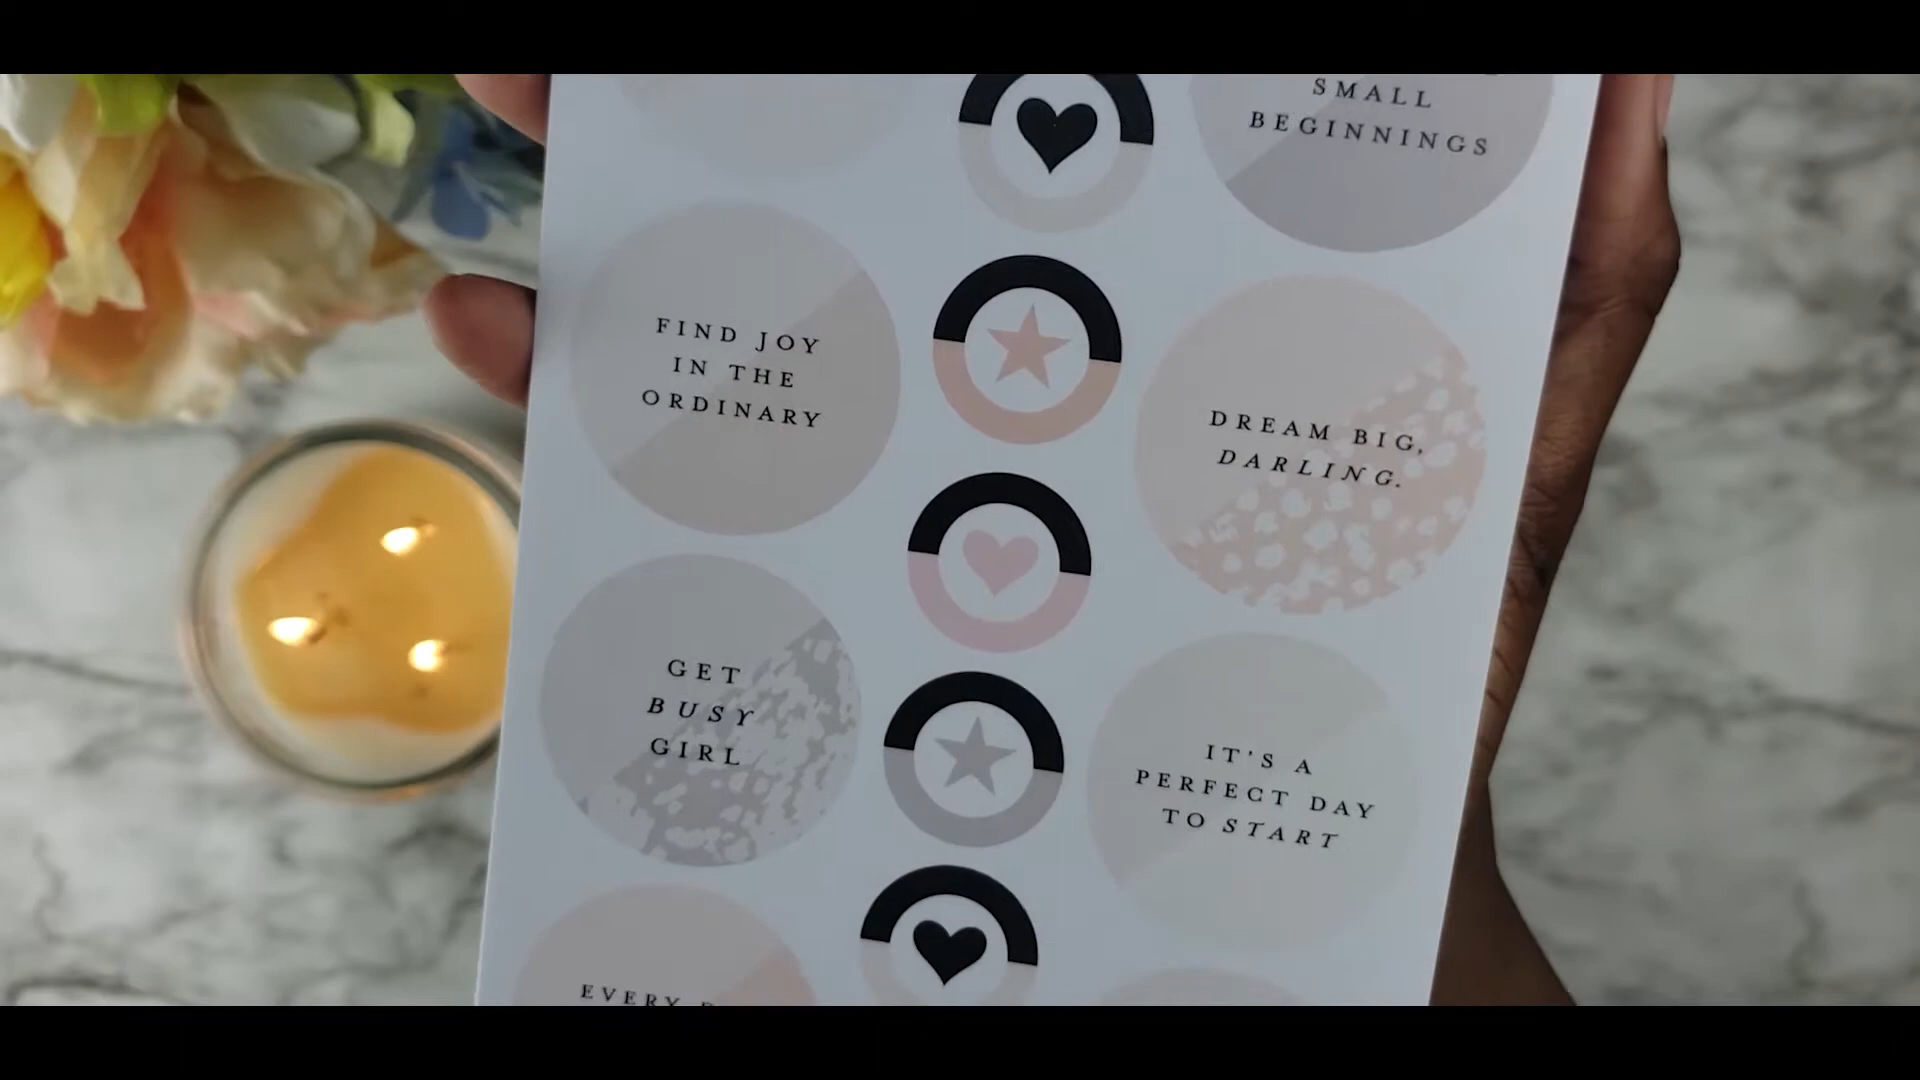 SMALL
BEGINNINGS
FIND JOY
IN THE
ORDINARY
DREAM BIG,
DARLING.
GET
BUSY
GIRL
IT'S A
PERFECT DAY
TO START
EVERY